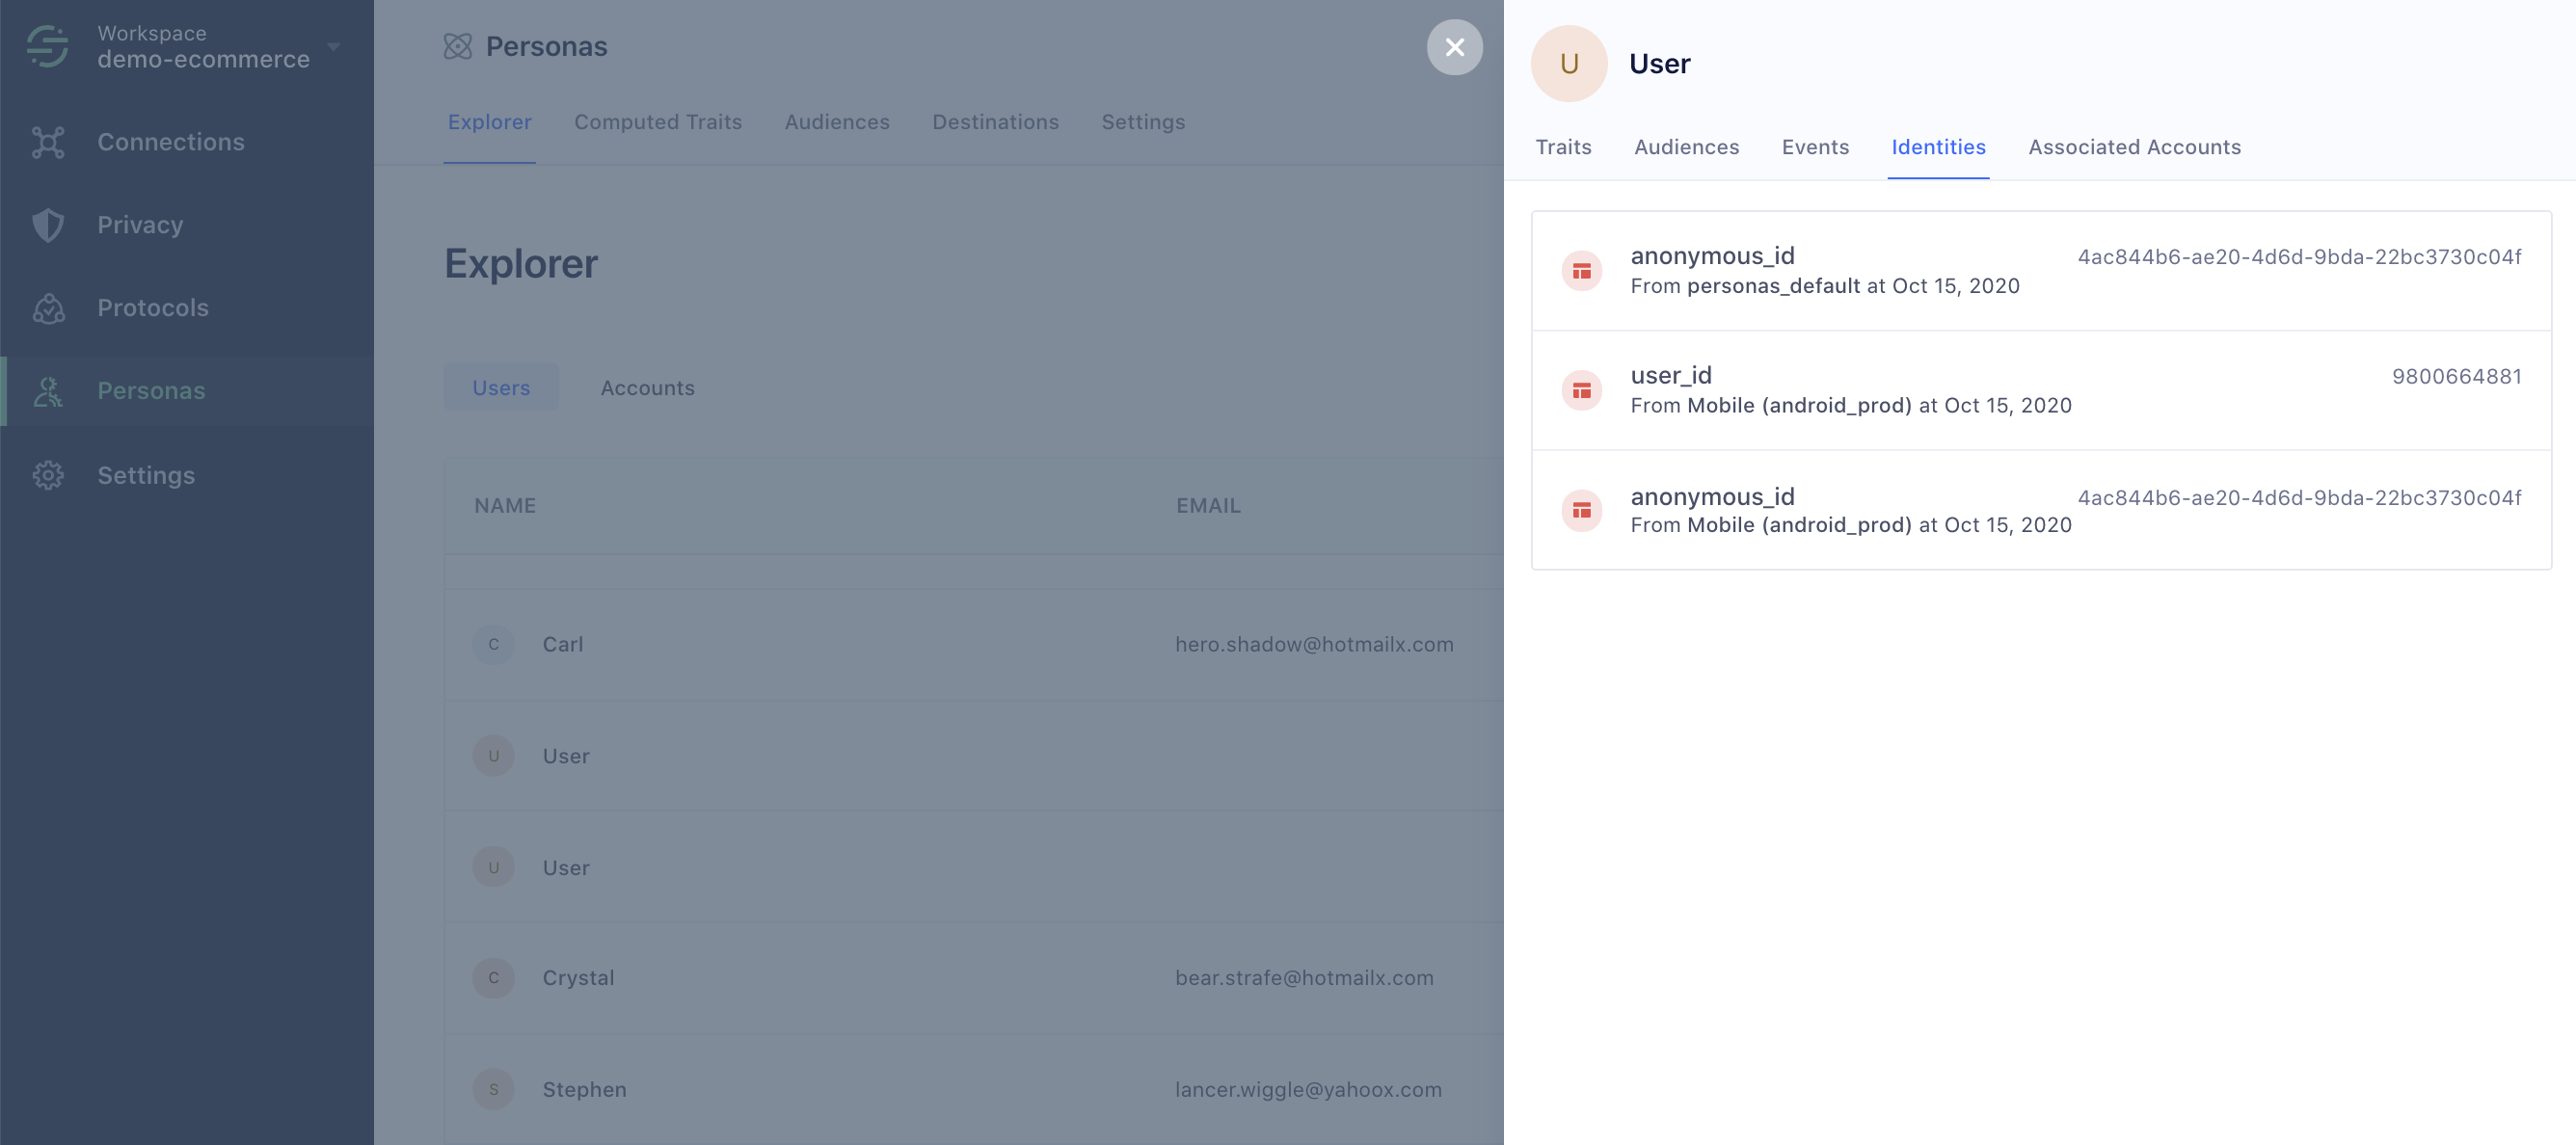 Workspace
demo-ecommerce
Connections
Privacy
Protocols
Personas
Settings
Personas
Explorer Computed Traits Audiences Destinations Settings
Explorer
Users Accounts
NAME EMAIL
C Carl hero.shadow@hotmailx.com
U User
U User
C Crystal bear.strafe@hotmailx.com
S Stephen lancer.wiggle@yahoox.com
U User
Traits Audiences Events Identities Associated Accounts
anonymous_id 4ac844b6-ae20-4d6d-9bda-22bc3730c04f
From personas_default at Oct 15, 2020
user_id 9800664881
From Mobile (android_prod) at Oct 15, 2020
anonymous_id 4ac844b6-ae20-4d6d-9bda-22bc3730c04f
From Mobile (android_prod) at Oct 15, 2020